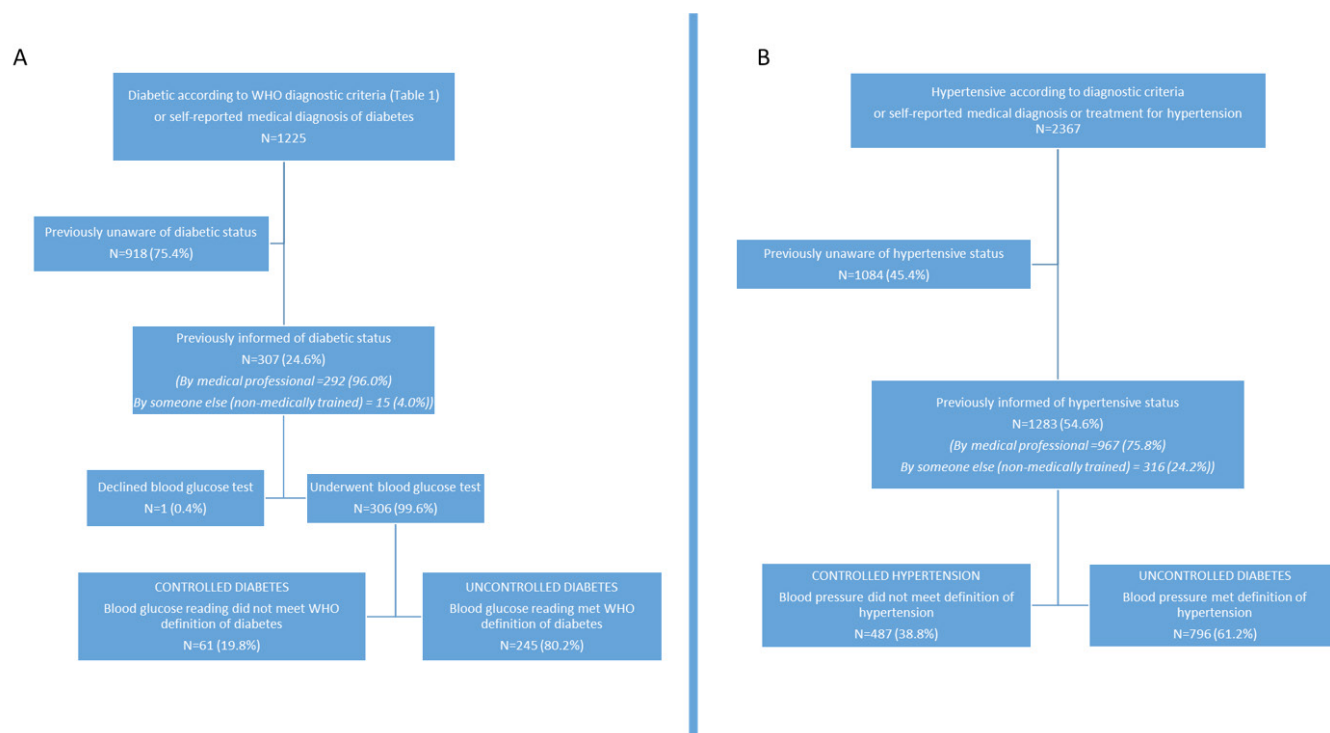 A
Diabetic according to WHO diagnostic criteria (Table 1)
or self-reported medical diagnosis of diabetes
N=1225
Previously unaware of diabetic status
N=918 (75.4%)
Previously informed of diabetic status
N=307 (24.6%)
(By medical professional =292 (96.0%)
By someone else (non-medically trained) = 15 (4.0%))
Declined blood glucose test
N=1 (0.4%)
Underwent blood glucose test
N=306 (99.6%)
CONTROLLED DIABETES
Blood glucose reading did not meet WHO
definition of diabetes
N=61 (19.8%)
UNCONTROLLED DIABETES
Blood glucose reading met WHO
definition of diabetes
N=245 (80.2%)
B
Hypertensive according to diagnostic criteria
or self-reported medical diagnosis or treatment for hypertension
N=2367
Previously unaware of hypertensive status
N=1084 (45.4%)
Previously informed of hypertensive status
N=1283 (54.6%)
(By medical professional =967 (75.8%)
By someone else (non-medically trained) = 316 (24.2%))
CONTROLLED HYPERTENSION
Blood pressure did not meet definition of
hypertension
N=487 (38.8%)
UNCONTROLLED DIABETES
Blood pressure met definition of
hypertension
N=796 (61.2%)